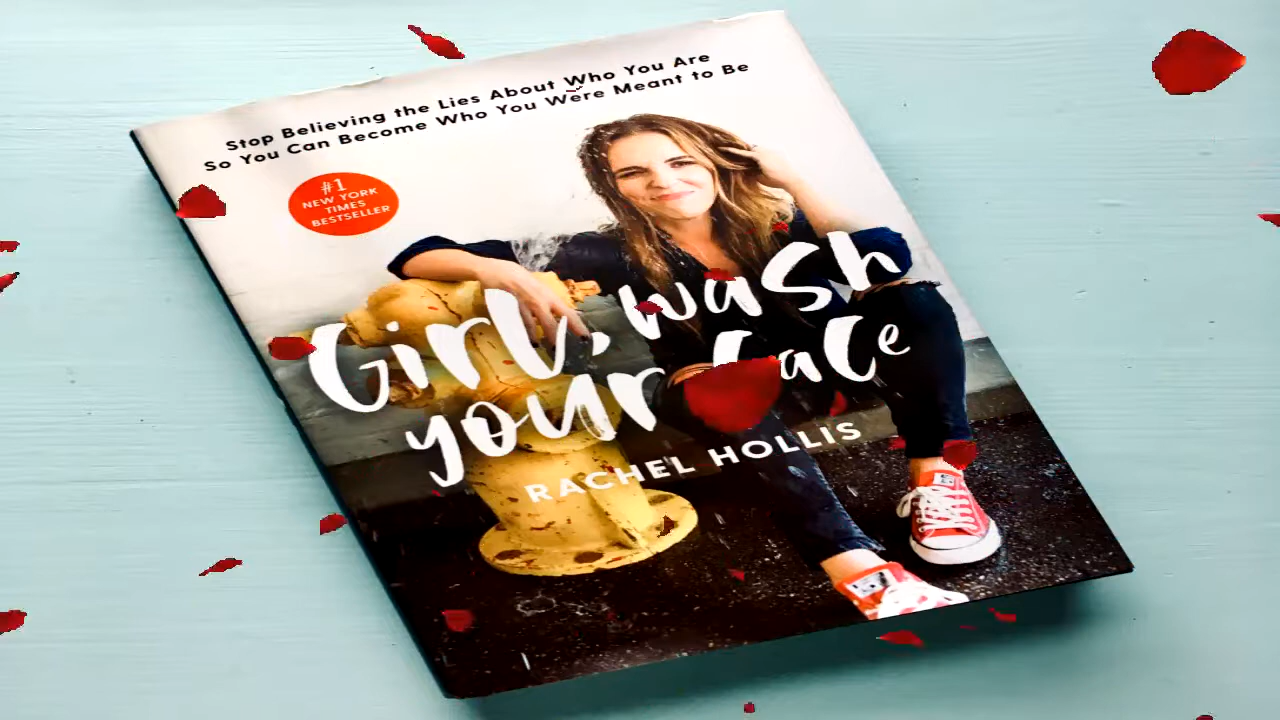 Stop Believing the Lies About Who You Are
So You Can Become Who You Were Meant to Be
#1
NEW YORK
TIMES
BESTSELLER
Girl, wash
your face
RACHEL HOLLIS